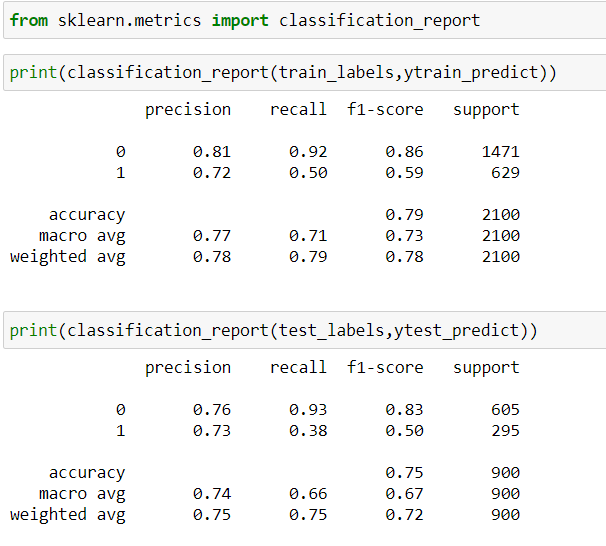 from sklearn.metrics import classification_report
print(classification_report(train_labels,ytrain_predict))
precision recall f1-score support
0 0.81 0.92 0.86 1471
1 0.72 0.50 0.59 629
accuracy 0.79 2100
macro avg 0.77 0.71 0.73 2100
weighted avg 0.78 0.79 0.78 2100
print(classification_report(test_labels,ytest_predict))
precision recall f1-score support
0 0.76 0.93 0.83 605
1 0.73 0.38 0.50 295
accuracy 0.75 900
macro avg 0.74 0.66 0.67 900
weighted avg 0.75 0.75 0.72 900